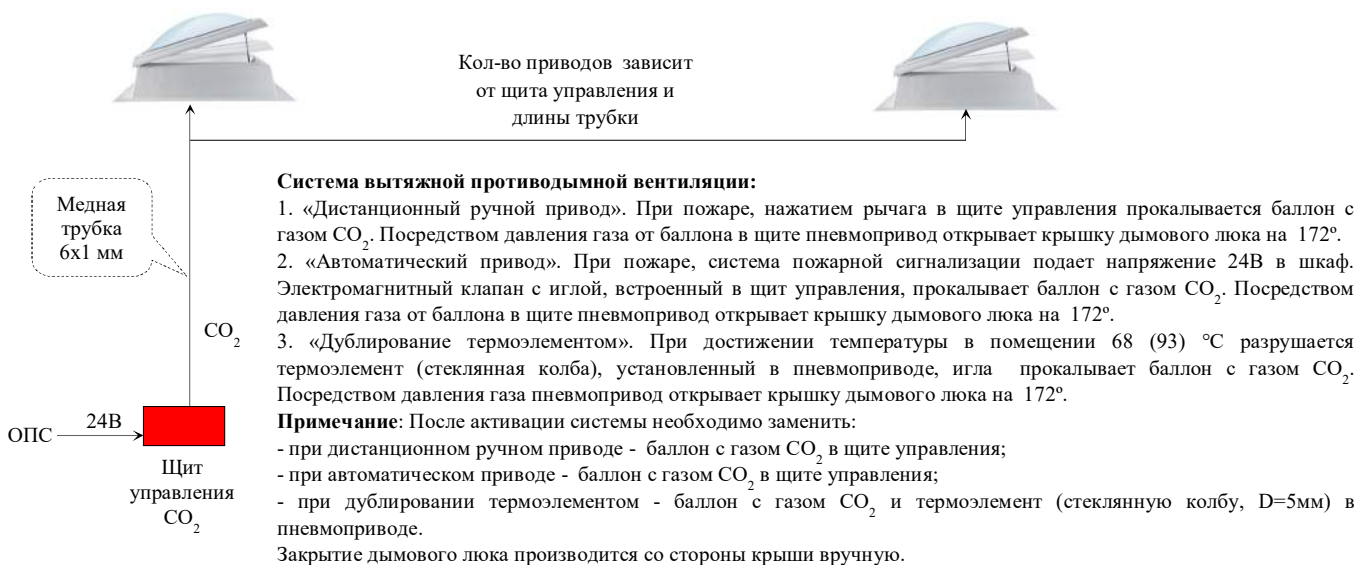 Кол-во приводов зависит
от щита управления и
длины трубки
Медная
трубка
6х1 мм
CO2
ОПС
24В
Щит
управления
CO2
Система вытяжной противодымной вентиляции:
1. «Дистанционный ручной привод». При пожаре, нажатием рычага в щите управления прокалывается баллон с
газом CO2. Посредством давления газа от баллона в щите пневмопривод открывает крышку дымового люка на 172º.
2. «Автоматический привод». При пожаре, система пожарной сигнализации подает напряжение 24В в шкаф.
Электромагнитный клапан с иглой, встроенный в щит управления, прокалывает баллон с газом CO2. Посредством
давления газа от баллона в щите пневмопривод открывает крышку дымового люка на 172º.
3. «Дублирование термоэлементом». При достижении температуры в помещении 68 (93) °С разрушается
термоэлемент (стеклянная колба), установленный в пневмоприводе, игла прокалывает баллон с газом CO2.
Посредством давления газа пневмопривод открывает крышку дымового люка на 172º.
Примечание: После активации системы необходимо заменить:
- при дистанционном ручном приводе - баллон с газом CO2 в щите управления;
- при автоматическом приводе - баллон с газом CO2 в щите управления;
- при дублировании термоэлементом - баллон с газом CO2 и термоэлемент (стеклянную колбу, D=5мм) в
пневмоприводе.
Закрытие дымового люка производится со стороны крыши вручную.